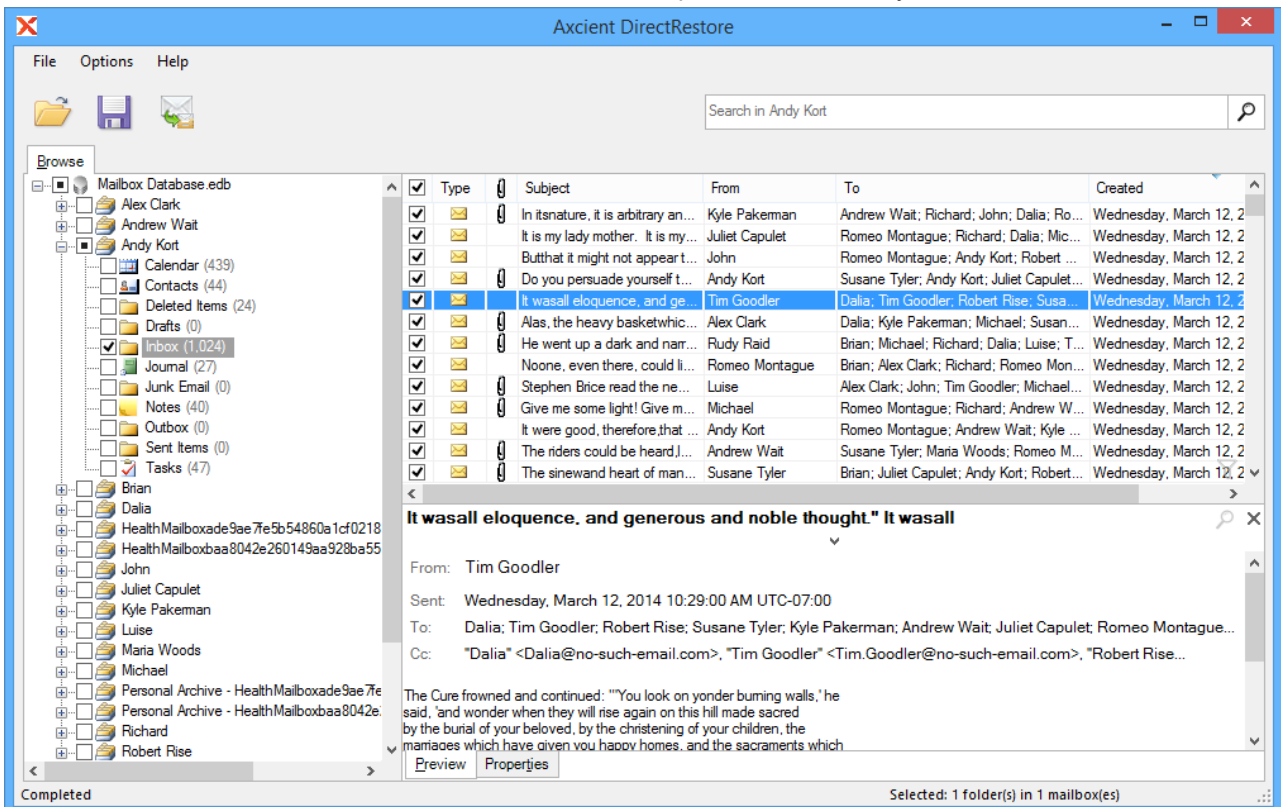 Axcient DirectRestore
File Options Help
Search in Andy Kort
Browse
Mailbox Database.edb
Alex Clark
Andrew Wait
Andy Kort
Calendar (439)
Contacts (44)
Deleted Items (24)
Drafts (0)
Inbox (1,024)
Journal (27)
Junk Email (0)
Notes (40)
Outbox (0)
Sent Items (0)
Tasks (47)
Brian
Dalia
HealthMailboxade9ae7fe5b54860a1cf0218
HealthMailboxbaa8042e260149aa928ba55
John
Juliet Capulet
Kyle Pakerman
Luise
Maria Woods
Michael
Personal Archive - HealthMailboxade9ae7fe
Personal Archive - HealthMailboxbaa8042e
Richard
Robert Rise
Type Subject From To Created
In itsnature, it is arbitrary an... Kyle Pakerman Andrew Wait; Richard; John; Dalia; Ro... Wednesday, March 12, 2
It is my lady mother. It is my... Juliet Capulet Romeo Montague; Richard; Dalia; Mic... Wednesday, March 12, 2
Butthat it might not appear t... John Romeo Montague; Andy Kort; Robert ... Wednesday, March 12, 2
Do you persuade yourself t... Andy Kort Susane Tyler; Andy Kort; Juliet Capulet... Wednesday, March 12, 2
It wasall eloquence, and ge... Tim Goodler Dalia; Tim Goodler; Robert Rise; Susa... Wednesday, March 12, 2
Alas, the heavy basketwhic... Alex Clark Dalia; Kyle Pakerman; Michael; Susan... Wednesday, March 12, 2
He went up a dark and narr... Rudy Raid Brian; Michael; Richard; Dalia; Luise; T... Wednesday, March 12, 2
Noone, even there, could li... Romeo Montague Brian; Alex Clark; Richard; Romeo Mon... Wednesday, March 12, 2
Stephen Brice read the ne... Luise Alex Clark; John; Tim Goodler; Michael... Wednesday, March 12, 2
Give me some light! Give m... Michael Romeo Montague; Richard; Andrew W... Wednesday, March 12, 2
It were good, therefore,that ... Andy Kort Romeo Montague; Andrew Wait; Kyle ... Wednesday, March 12, 2
The riders could be heard,I... Andrew Wait Susane Tyler; Maria Woods; Romeo M... Wednesday, March 12, 2
The sinewand heart of man... Susane Tyler Brian; Juliet Capulet; Andy Kort; Robert... Wednesday, March 12, 2
It wasall eloquence, and generous and noble thought." It wasall
From: Tim Goodler
Sent: Wednesday, March 12, 2014 10:29:00 AM UTC-07:00
To: Dalia; Tim Goodler; Robert Rise; Susane Tyler; Kyle Pakerman; Andrew Wait; Juliet Capulet; Romeo Montague...
Cc: "Dalia" <Dalia@no-such-email.com>, "Tim Goodler" <Tim.Goodler@no-such-email.com>, "Robert Rise...
The Cure frowned and continued: "'You look on yonder burning walls,' he
said, 'and wonder when they will rise again on this hill made sacred
by the burial of your beloved, by the christening of your children, the
marriages which have given you happy homes, and the sacraments which
Preview Properties
Completed Selected: 1 folder(s) in 1 mailbox(es)